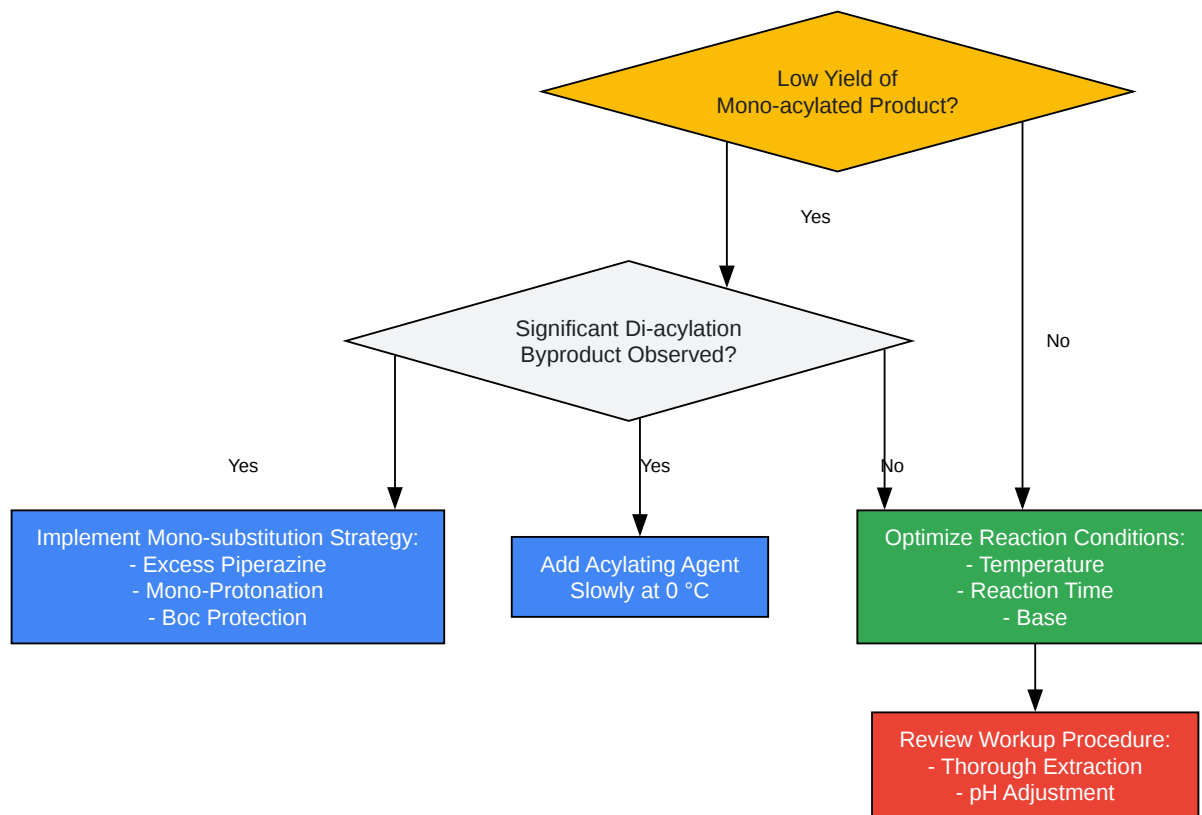 Low Yield of
Mono-acylated Product?
Yes
Significant Di-acylation
Byproduct Observed?
No
Yes
Yes
No
Implement Mono-substitution Strategy:
- Excess Piperazine
- Mono-Protonation
- Boc Protection
Add Acylating Agent
Slowly at 0 °C
Optimize Reaction Conditions:
- Temperature
- Reaction Time
- Base
Review Workup Procedure:
- Thorough Extraction
- pH Adjustment